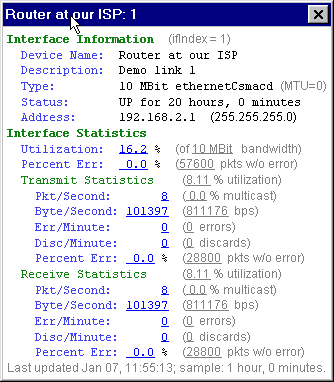 Router at our ISP: 1
Interface Information (ifIndex = 1)
Device Name: Router at our ISP
Description: Demo link 1
Type: 10 MBit ethernetCsmacd (MTU=0)
Status: UP for 20 hours, 0 minutes
Address: 192.168.2.1 (255.255.255.0)
Interface Statistics
Utilization: 16.2 % (of 10 MBit bandwidth)
Percent Err: 0.0 % (57600 pkts w/o error)
Transmit Statistics (8.11 % utilization)
Pkt/Second: 8 ( 0.0 % multicast)
Byte/Second: 101397 (811176 bps)
Err/Minute: 0 (0 errors)
Disc/Minute: 0 (0 discards)
Percent Err: 0.0 % (28800 pkts w/o error)
Receive Statistics (8.11 % utilization)
Pkt/Second: 8 ( 0.0 % multicast)
Byte/Second: 101397 (811176 bps)
Err/Minute: 0 (0 errors)
Disc/Minute: 0 (0 discards)
Percent Err: 0.0 % (28800 pkts w/o error)
Last updated Jan 07, 11:55:13; sample: 1 hour, 0 minutes